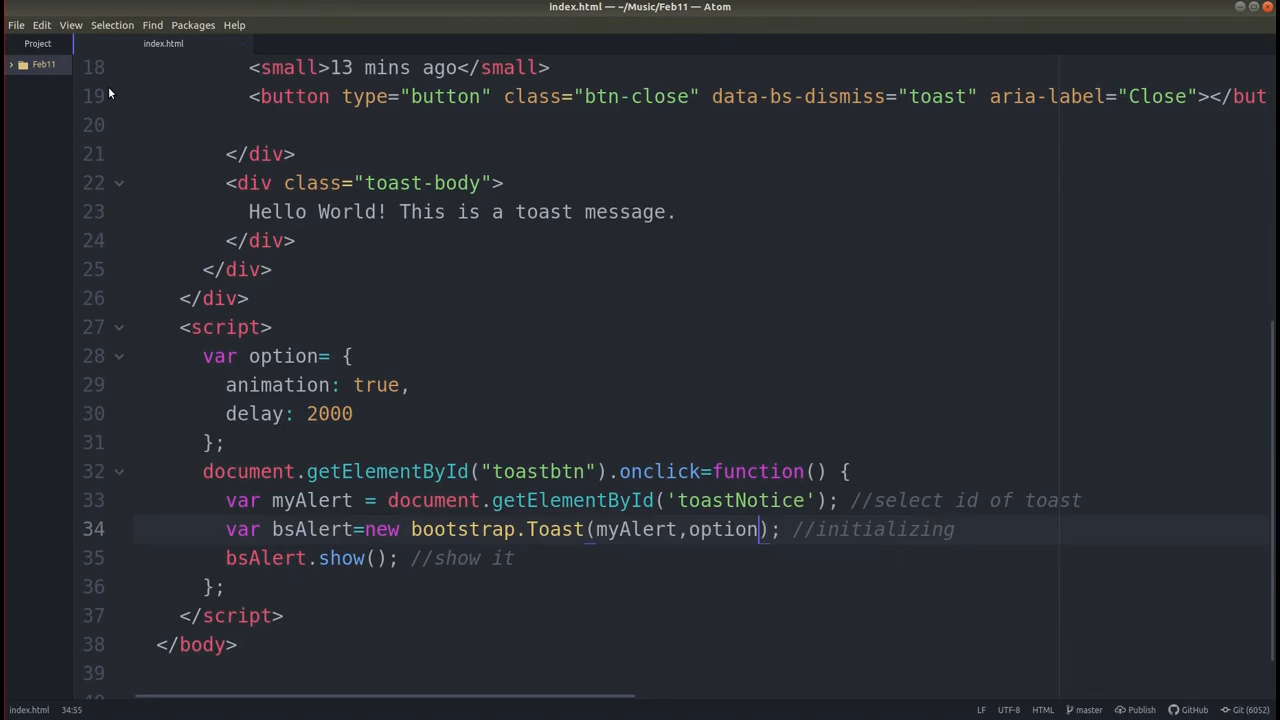 index.html — ~/Music/Feb11 — Atom
File Edit View Selection Find Packages Help
Project index.html
Feb11
18 <small>13 mins ago</small>
19 <button type="button" class="btn-close" data-bs-dismiss="toast" aria-label="Close"></but
20
21 </div>
22 <div class="toast-body">
23 Hello World! This is a toast message.
24 </div>
25 </div>
26 </div>
27 <script>
28 var option= {
29 animation: true,
30 delay: 2000
31 };
32 document.getElementById("toastbtn").onclick=function() {
33 var myAlert = document.getElementById('toastNotice'); //select id of toast
34 var bsAlert=new bootstrap.Toast(myAlert,option); //initializing
35 bsAlert.show(); //show it
36 };
37 </script>
38 </body>
39
40
index.html 34:55 LF UTF-8 HTML master Publish GitHub Git (6052)